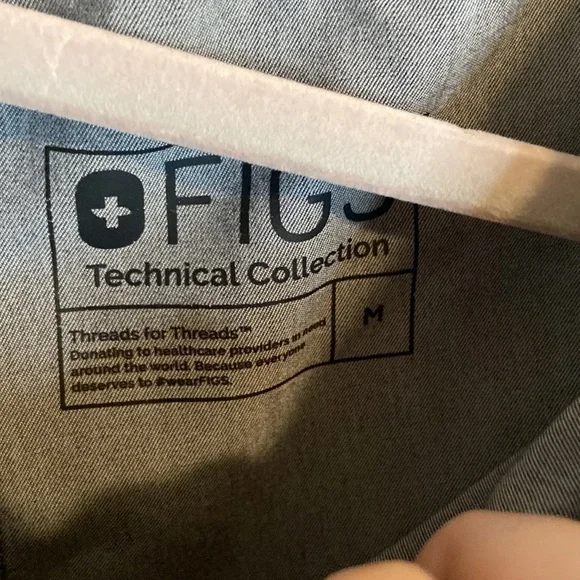 FIGS
Technical Collection
Threads for Threads™
Donating to healthcare providers in need
around the world. Because everyone
deserves to #wearFIGS.
M